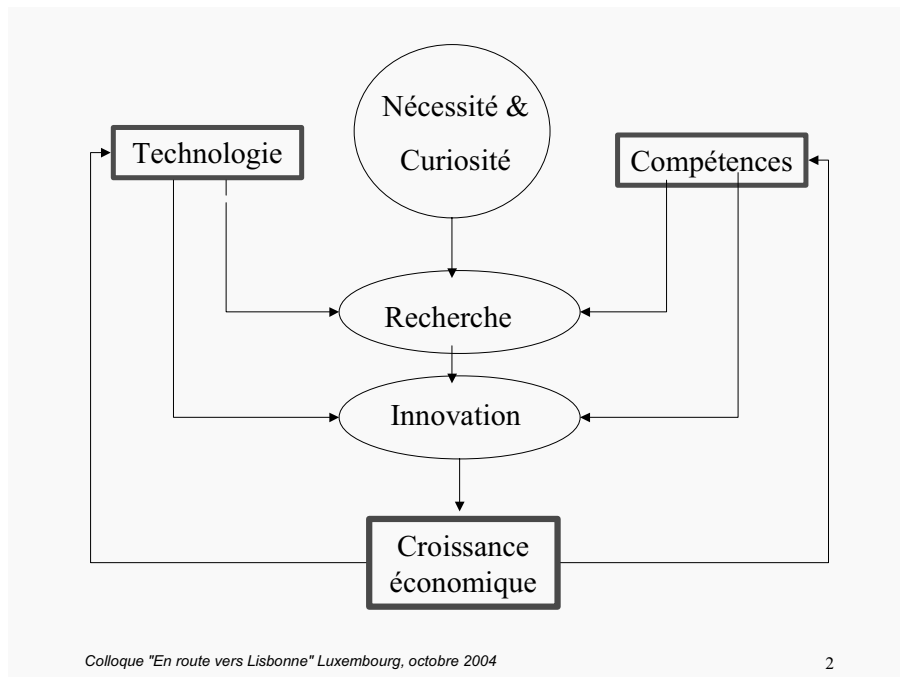 Nécessité &
Curiosité
Technologie
Compétences
Recherche
Innovation
Croissance
économique
Colloque "En route vers Lisbonne" Luxembourg, octobre 2004
2